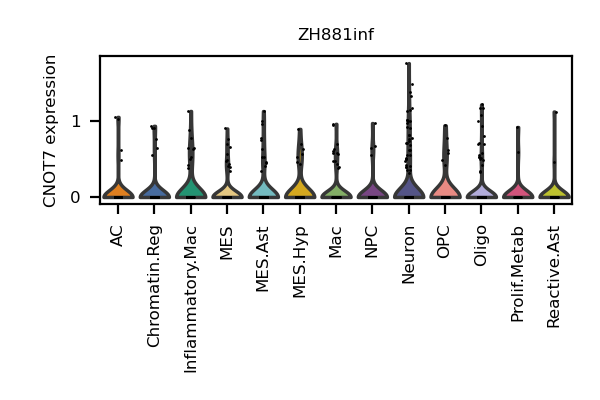 ZH881inf
CNOT7 expression
1
0
AC
Chromatin.Reg
Inflammatory.Mac
MES
MES.Ast
MES.Hyp
Mac
NPC
Neuron
OPC
Oligo
Prolif.Metab
Reactive.Ast